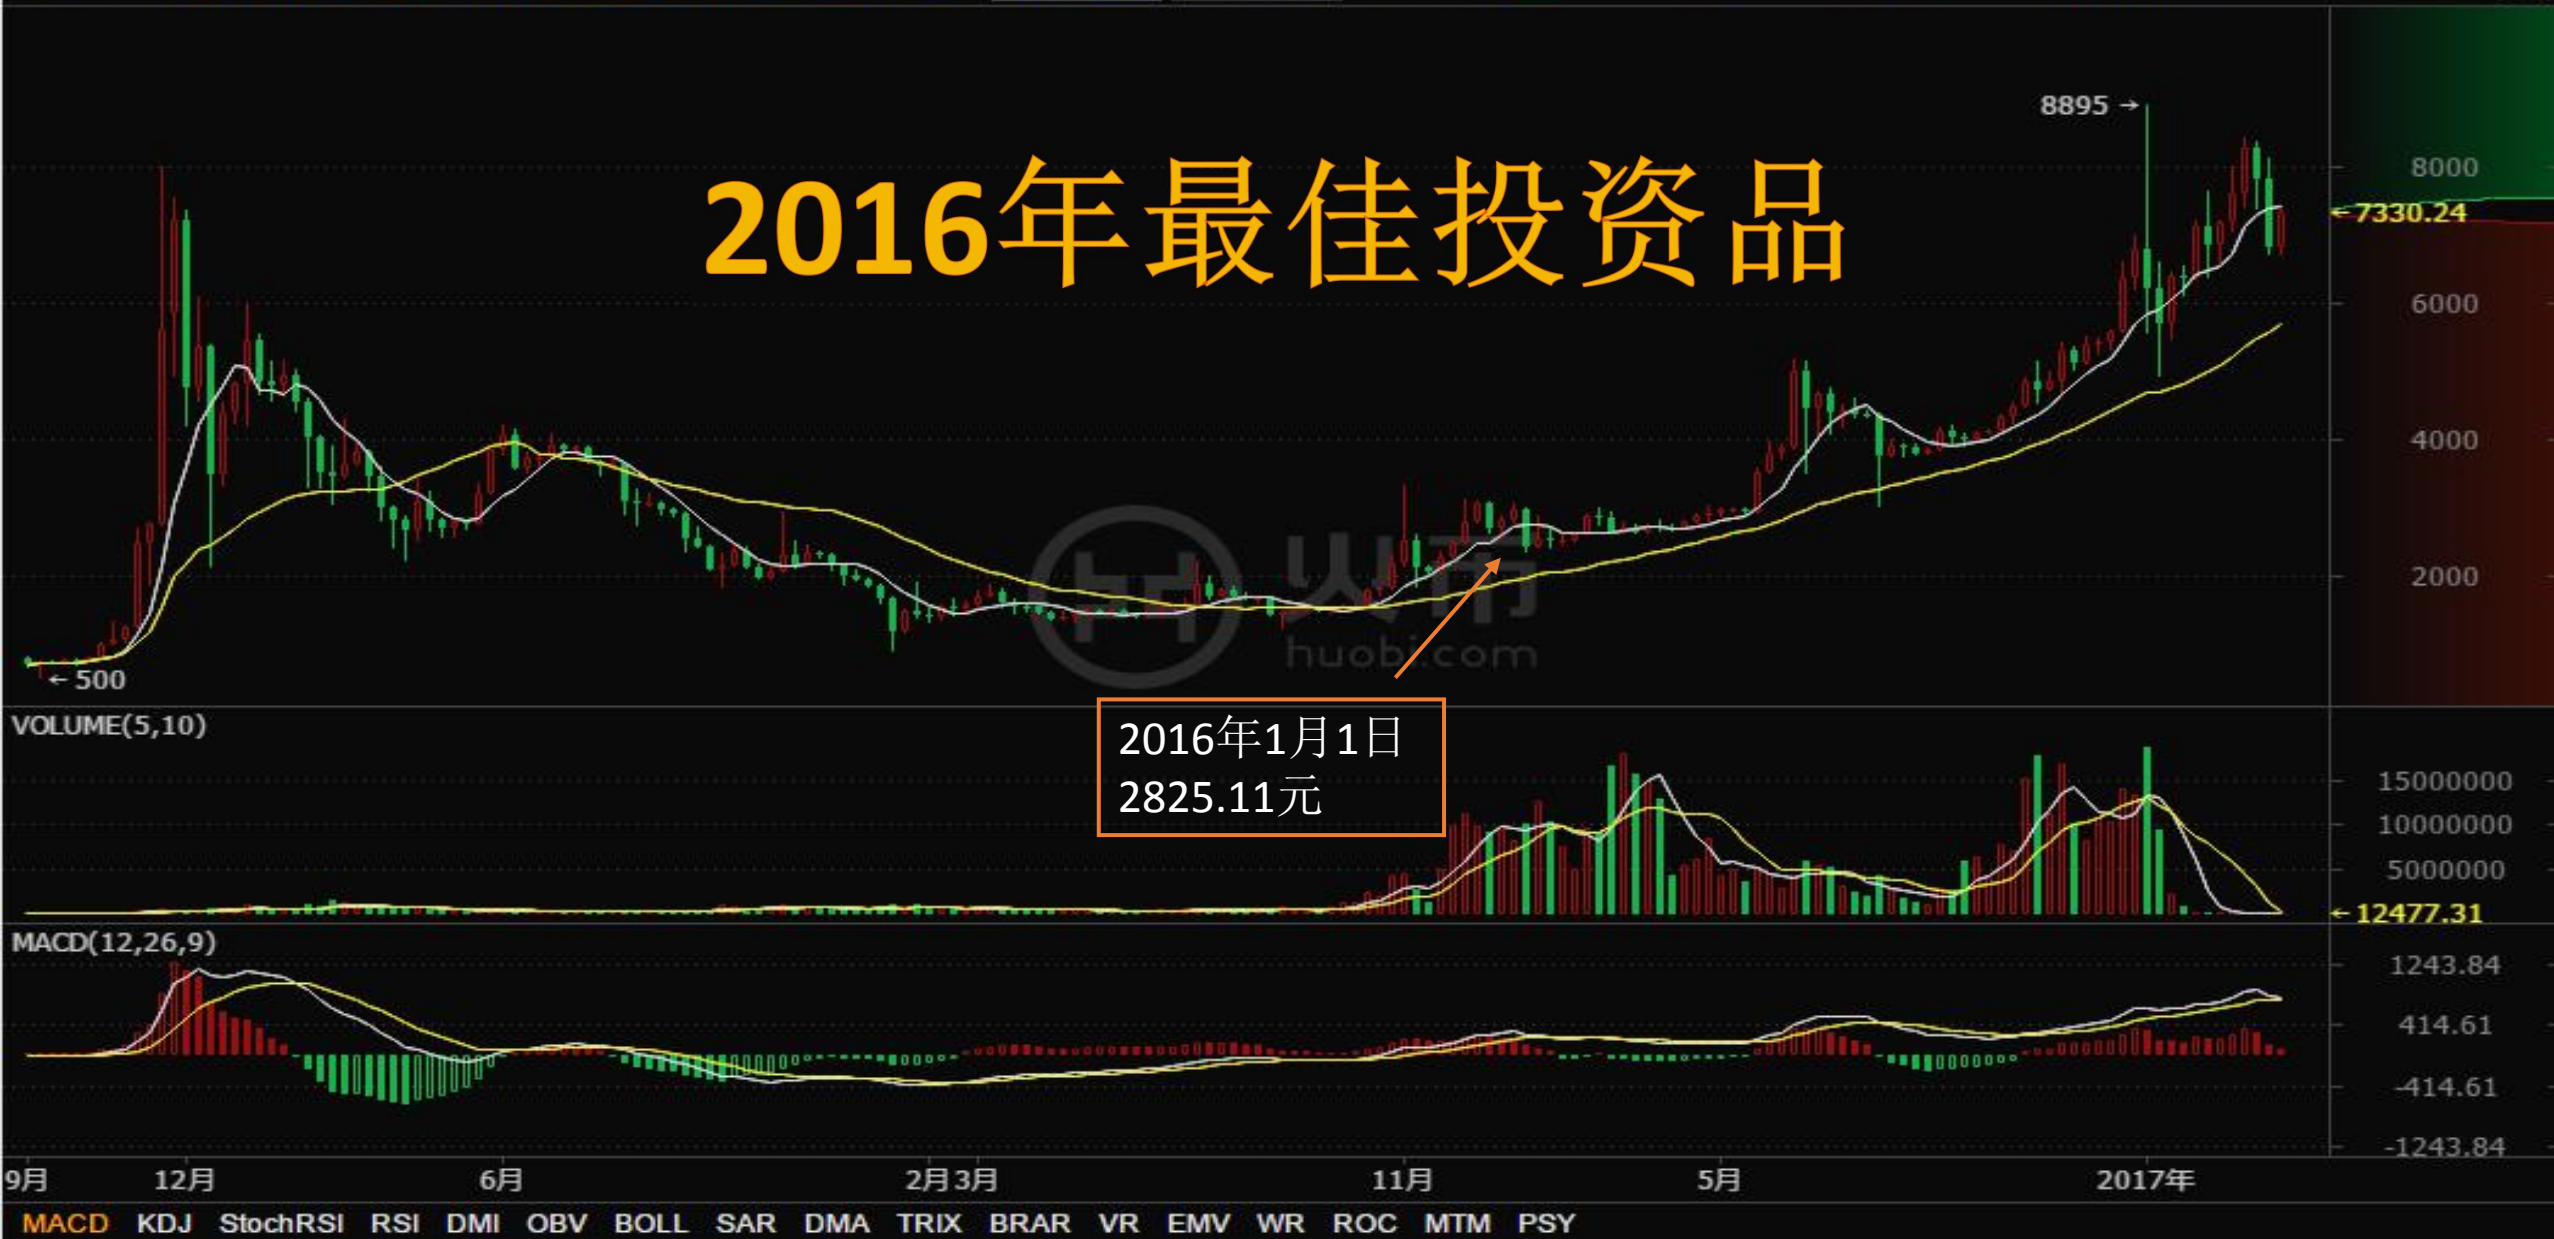 8895→
2016年最佳投资品
8000
←7330.24
6000
4000
2000
火币
huobi.com
←500
VOLUME(5,10)
2016年1月1日
2825.11元
15000000
10000000
5000000
←12477.31
MACD(12,26,9)
1243.84
414.61
-414.61
-1243.84
9月 12月 6月 2月3月 11月 5月 2017年
MACD KDJ StochRSI RSI DMI OBV BOLL SAR DMA TRIX BRAR VR EMV WR ROC MTM PSY